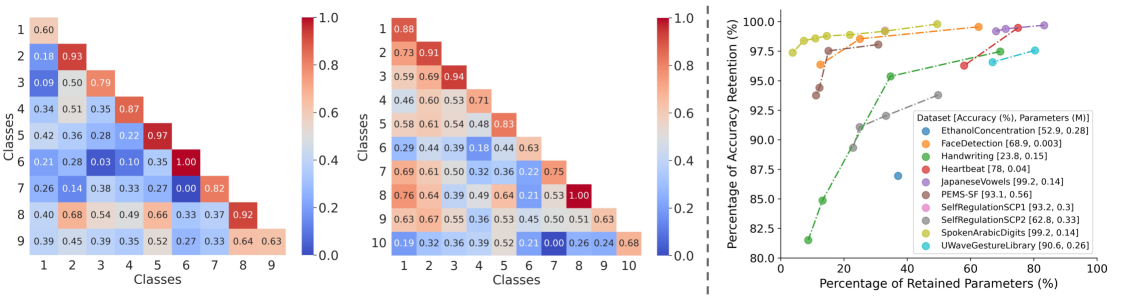 1 0.60
2 0.18 0.93
3 0.09 0.50 0.79
4 0.34 0.51 0.35 0.87
5 0.42 0.36 0.28 0.22 0.97
6 0.21 0.28 0.03 0.10 0.35 1.00
7 0.26 0.14 0.38 0.33 0.27 0.00 0.82
8 0.40 0.68 0.54 0.49 0.66 0.33 0.37 0.92
9 0.39 0.45 0.39 0.35 0.52 0.27 0.33 0.64 0.63
1 2 3 4 5 6 7 8 9
Classes
Classes
1.0
0.8
0.6
0.4
0.2
0.0
1 0.88
2 0.73 0.91
3 0.59 0.69 0.94
4 0.46 0.60 0.53 0.71
5 0.58 0.61 0.54 0.48 0.83
6 0.29 0.44 0.39 0.18 0.44 0.63
7 0.69 0.61 0.50 0.32 0.40 0.22 0.75
8 0.76 0.64 0.53 0.49 0.64 0.21 0.53 1.00
9 0.63 0.67 0.55 0.36 0.53 0.45 0.50 0.51 0.63
10 0.19 0.32 0.36 0.39 0.52 0.21 0.00 0.26 0.24 0.68
1 2 3 4 5 6 7 8 9 10
Classes
Classes
1.0
0.8
0.6
0.4
0.2
0.0
Percentage of Accuracy Retention (%)
100.0
97.5
95.0
92.5
90.0
87.5
85.0
82.5
80.0
0 20 40 60 80 100
Percentage of Retained Parameters (%)
Dataset [Accuracy (%), Parameters (M)]
EthanolConcentration [52.9, 0.28]
FaceDetection [68.9, 0.003]
Handwriting [23.8, 0.15]
Heartbeat [78, 0.04]
JapaneseVowels [99.2, 0.14]
PEMS-SF [93.1, 0.56]
SelfRegulationSCP1 [93.2, 0.3]
SelfRegulationSCP2 [62.8, 0.33]
SpokenArabicDigits [99.2, 0.14]
UWaveGestureLibrary [90.6, 0.26]